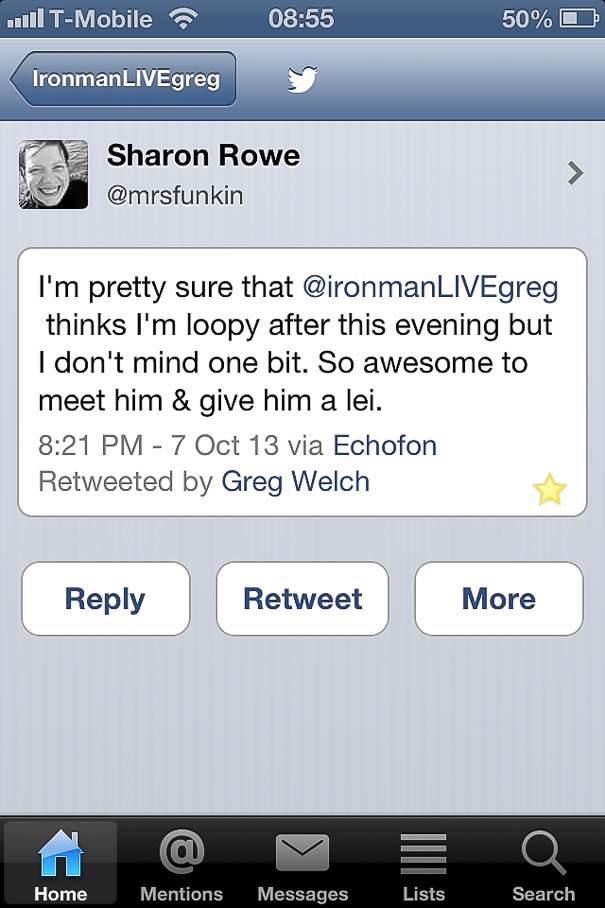 T-Mobile 08:55 50%
IronmanLIVEgreg
Sharon Rowe
@mrsfunkin
I'm pretty sure that @ironmanLIVEgreg
thinks I'm loopy after this evening but
I don't mind one bit. So awesome to
meet him & give him a lei.
8:21 PM - 7 Oct 13 via Echofon
Retweeted by Greg Welch
Reply Retweet More
Home Mentions Messages Lists Search